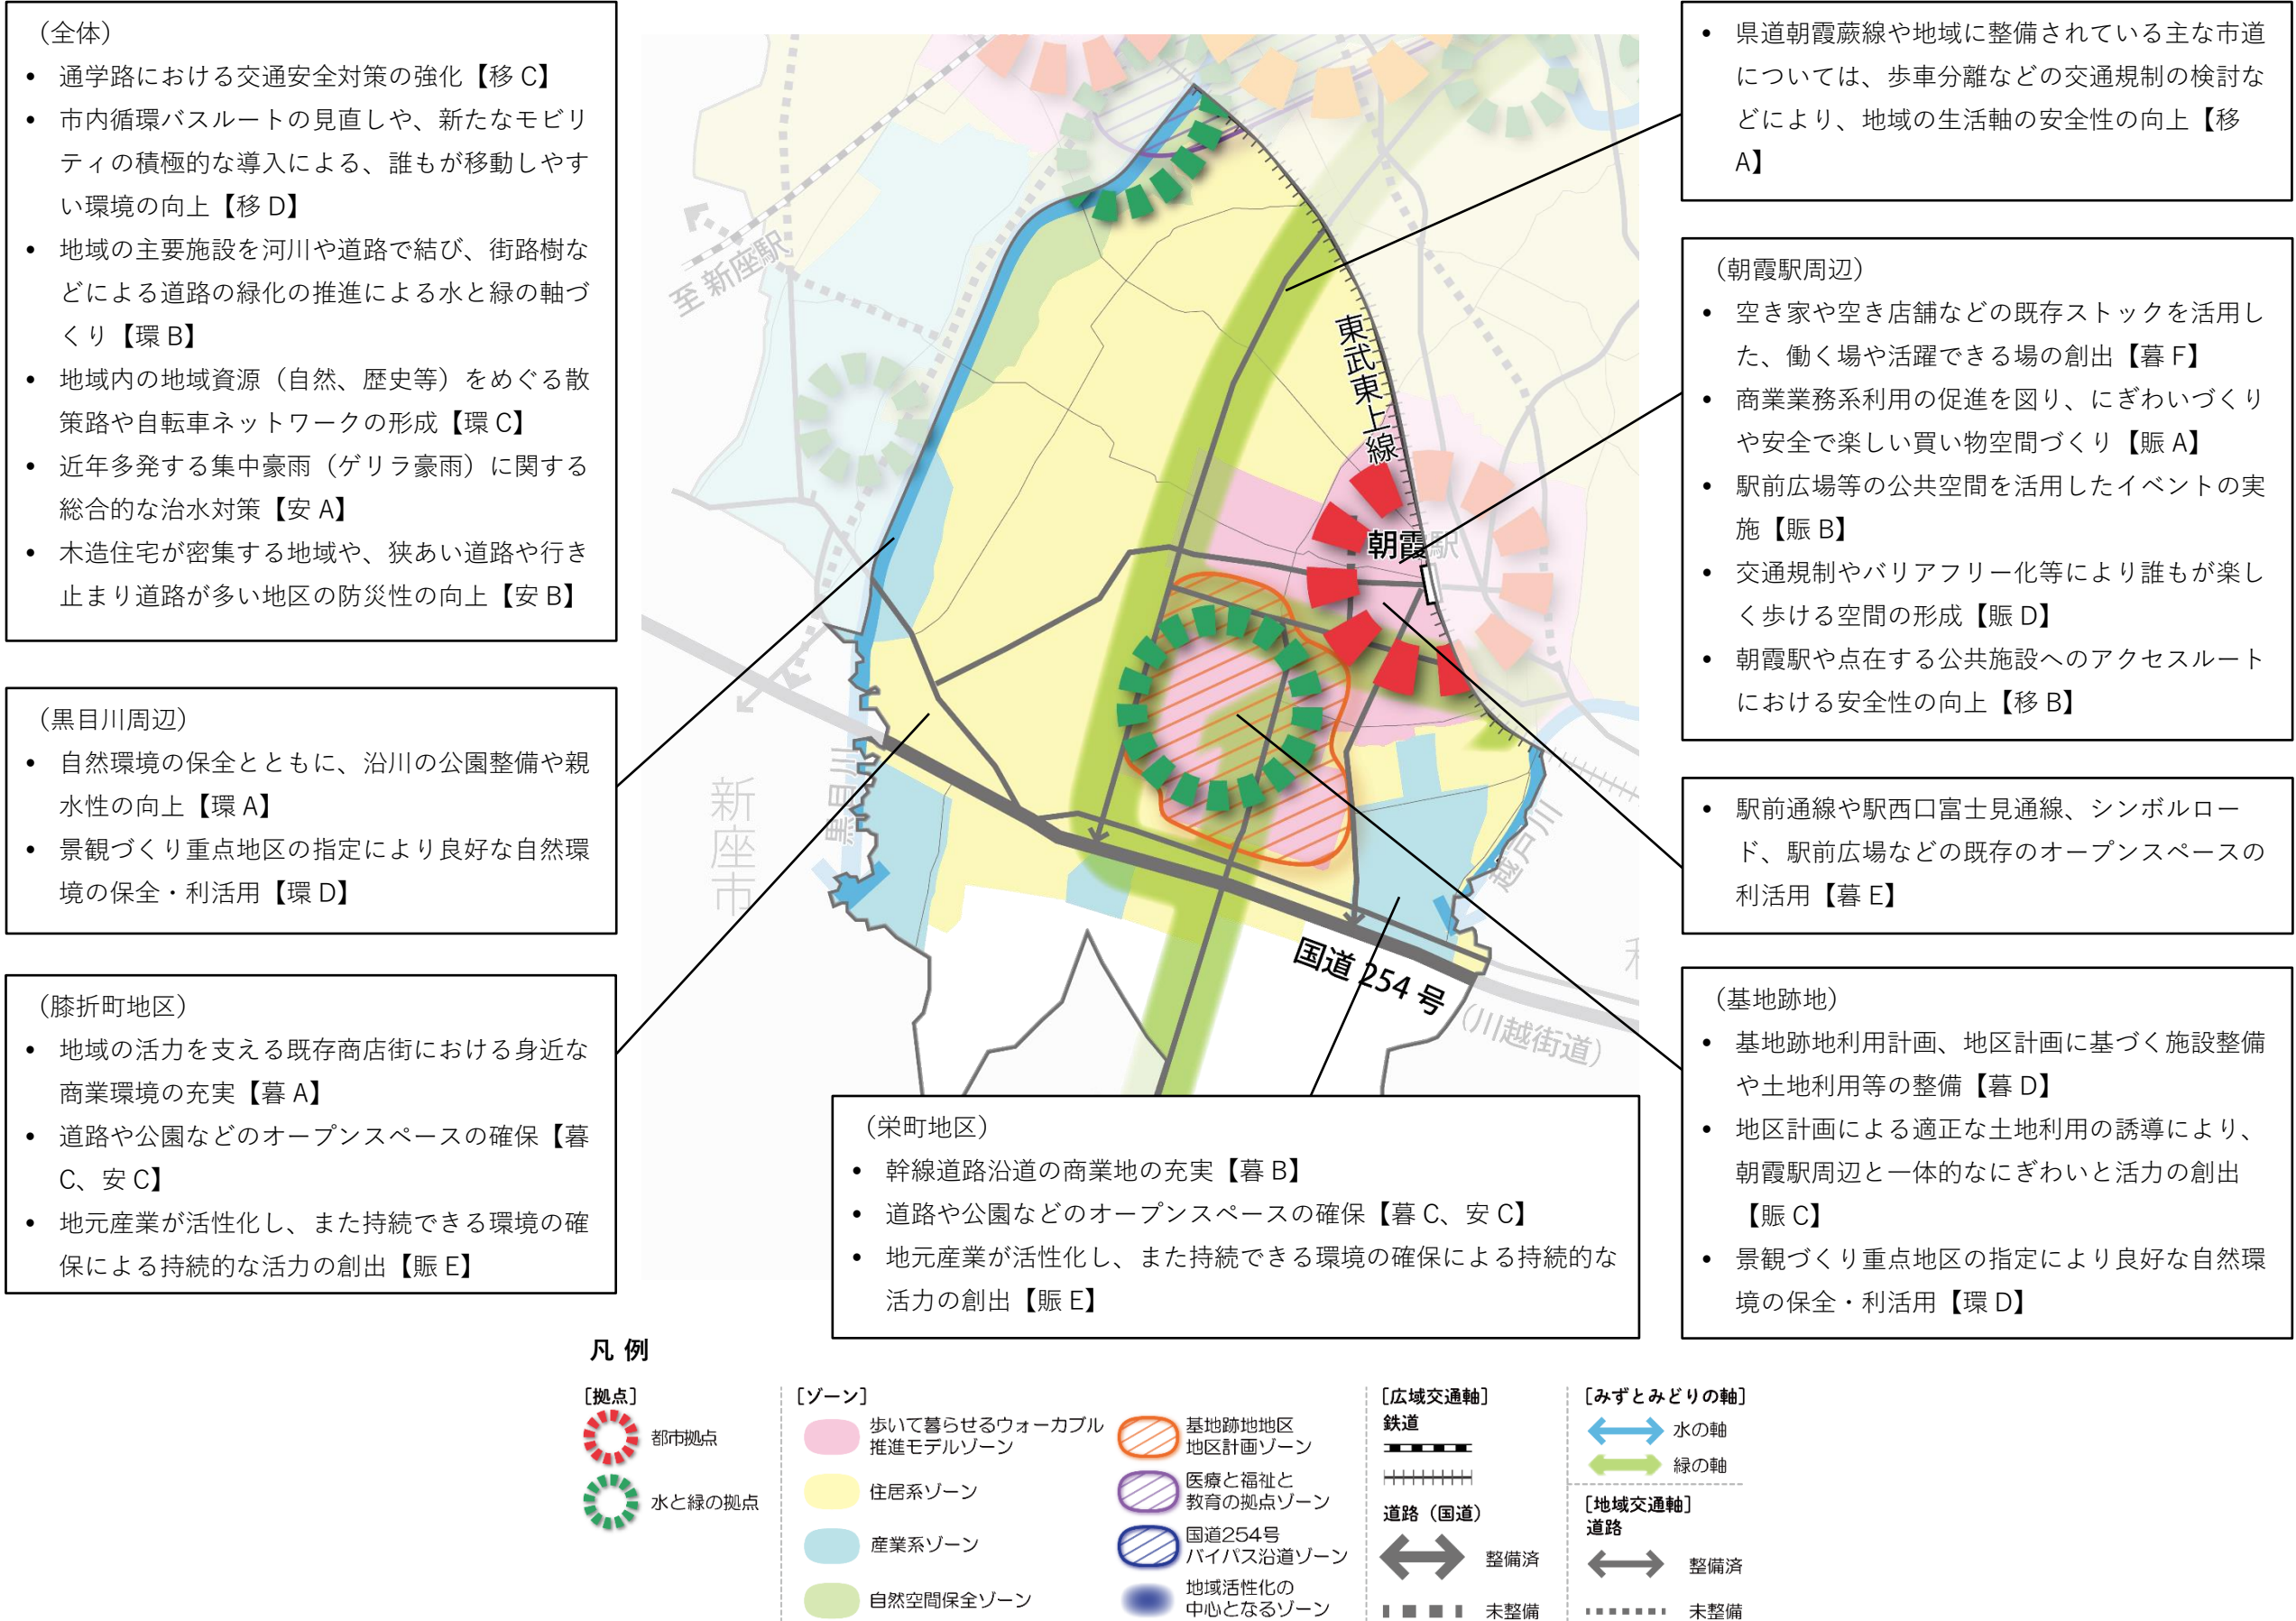 （全体）
• 通学路における交通安全対策の強化【移 C】
• 市内循環バスルートの見直しや、新たなモビリ
ティの積極的な導入による、誰もが移動しやす
い環境の向上【移 D】
• 地域の主要施設を河川や道路で結び、街路樹な
どによる道路の緑化の推進による水と緑の軸づ
くり【環 B】
• 地域内の地域資源（自然、歴史等）をめぐる散
策路や自転車ネットワークの形成【環 C】
• 近年多発する集中豪雨（ゲリラ豪雨）に関する
総合的な治水対策【安 A】
• 木造住宅が密集する地域や、狭あい道路や行き
止まり道路が多い地区の防災性の向上【安 B】
（黒目川周辺）
• 自然環境の保全とともに、沿川の公園整備や親
水性の向上【環 A】
• 景観づくり重点地区の指定により良好な自然環
境の保全・利活用【環 D】
（膝折町地区）
• 地域の活力を支える既存商店街における身近な
商業環境の充実【暮 A】
• 道路や公園などのオープンスペースの確保【暮
C、安 C】
• 地元産業が活性化し、また持続できる環境の確
保による持続的な活力の創出【賑 E】
至 新座駅
東武東上線
朝霞駅
新座市
黒目川
越戸川
国道 254 号
（川越街道）
• 県道朝霞蕨線や地域に整備されている主な市道
については、歩車分離などの交通規制の検討な
どにより、地域の生活軸の安全性の向上【移
A】
（朝霞駅周辺）
• 空き家や空き店舗などの既存ストックを活用し
た、働く場や活躍できる場の創出【暮 F】
• 商業業務系利用の促進を図り、にぎわいづくり
や安全で楽しい買い物空間づくり【賑 A】
• 駅前広場等の公共空間を活用したイベントの実
施【賑 B】
• 交通規制やバリアフリー化等により誰もが楽し
く歩ける空間の形成【賑 D】
• 朝霞駅や点在する公共施設へのアクセスルート
における安全性の向上【移 B】
• 駅前通線や駅西口富士見通線、シンボルロー
ド、駅前広場などの既存のオープンスペースの
利活用【暮 E】
（基地跡地）
• 基地跡地利用計画、地区計画に基づく施設整備
や土地利用等の整備【暮 D】
• 地区計画による適正な土地利用の誘導により、
朝霞駅周辺と一体的なにぎわいと活力の創出
【賑 C】
• 景観づくり重点地区の指定により良好な自然環
境の保全・利活用【環 D】
（栄町地区）
• 幹線道路沿道の商業地の充実【暮 B】
• 道路や公園などのオープンスペースの確保【暮 C、安 C】
• 地元産業が活性化し、また持続できる環境の確保による持続的な
活力の創出【賑 E】
凡 例
［拠点］
都市拠点
水と緑の拠点
［ゾーン］
歩いて暮らせるウォーカブル
推進モデルゾーン
住居系ゾーン
産業系ゾーン
自然空間保全ゾーン
基地跡地地区
地区計画ゾーン
医療と福祉と
教育の拠点ゾーン
国道254号
バイパス沿道ゾーン
地域活性化の
中心となるゾーン
［広域交通軸］
鉄道
道路（国道）
整備済
未整備
［みずとみどりの軸］
水の軸
緑の軸
［地域交通軸］
道路
整備済
未整備